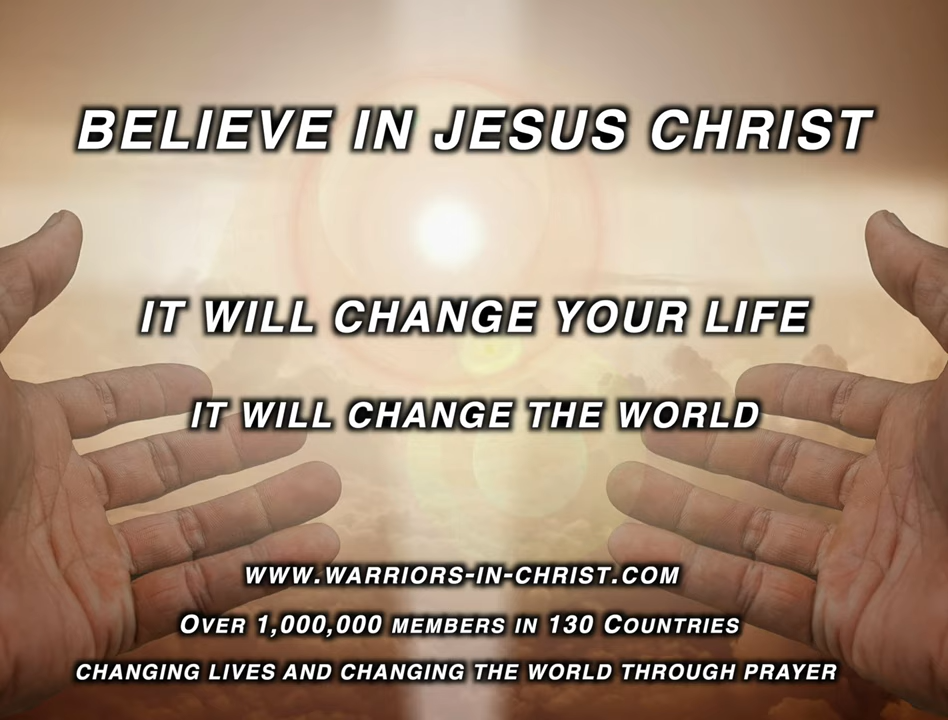 BELIEVE IN JESUS CHRIST
IT WILL CHANGE YOUR LIFE
IT WILL CHANGE THE WORLD
WWW.WARRIORS-IN-CHRIST.COM
OVER 1,000,000 MEMBERS IN 130 COUNTRIES
CHANGING LIVES AND CHANGING THE WORLD THROUGH PRAYER